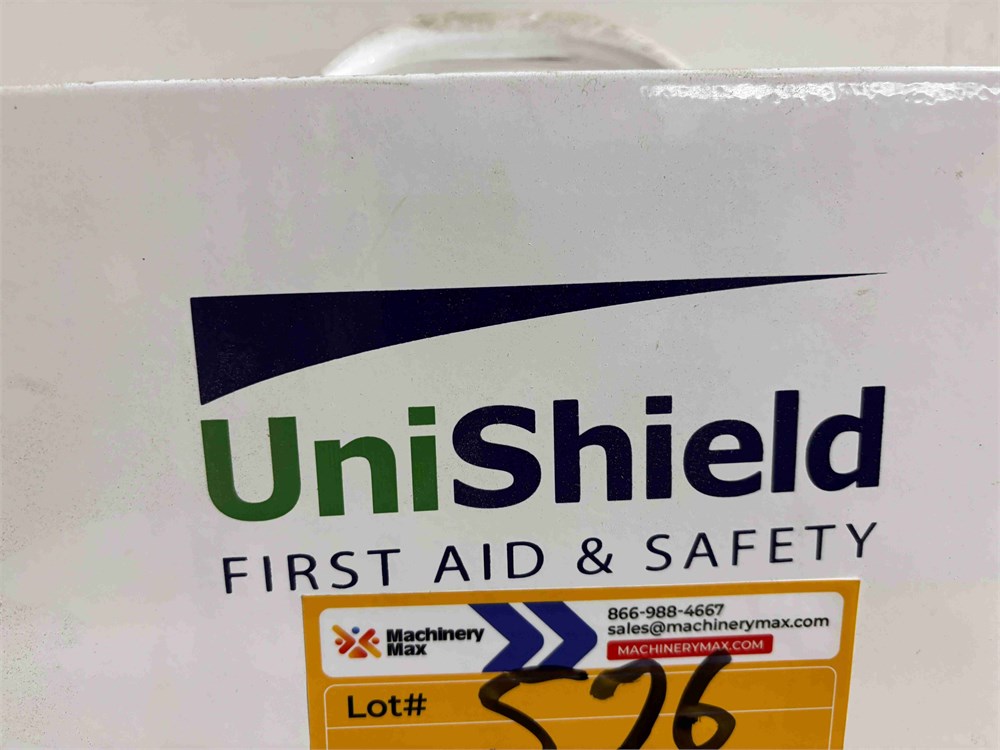 UniShield
FIRST AID & SAFETY
Machinery
Max
866-988-4667
sales@machinerymax.com
MACHINERYMAX.COM
Lot# 576